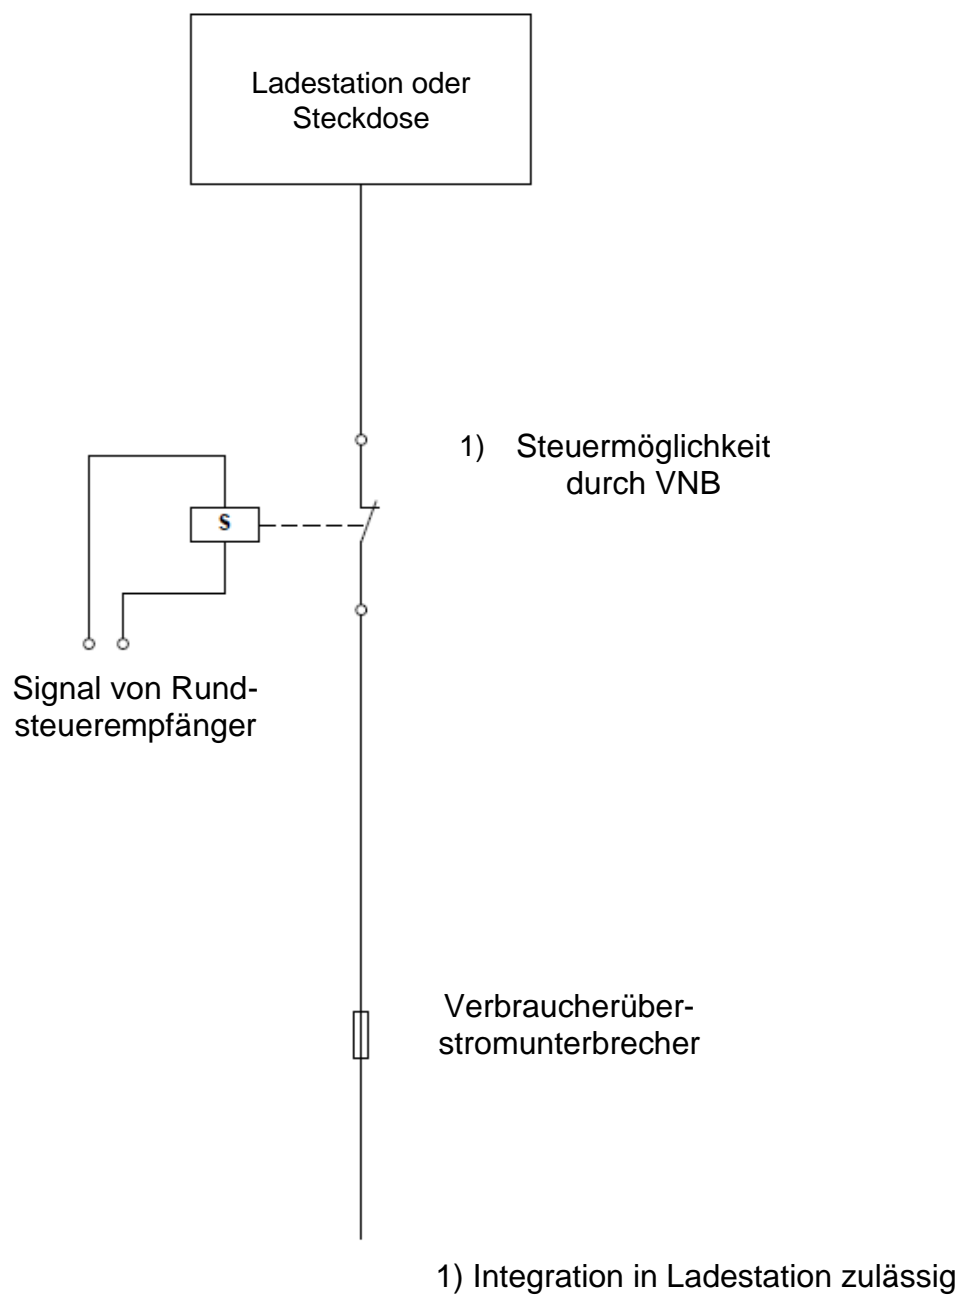 Ladestation oder
Steckdose
1) Steuermöglichkeit
durch VNB
S
Signal von Rund-
steuerempfänger
Verbraucherüber-
stromunterbrecher
1) Integration in Ladestation zulässig